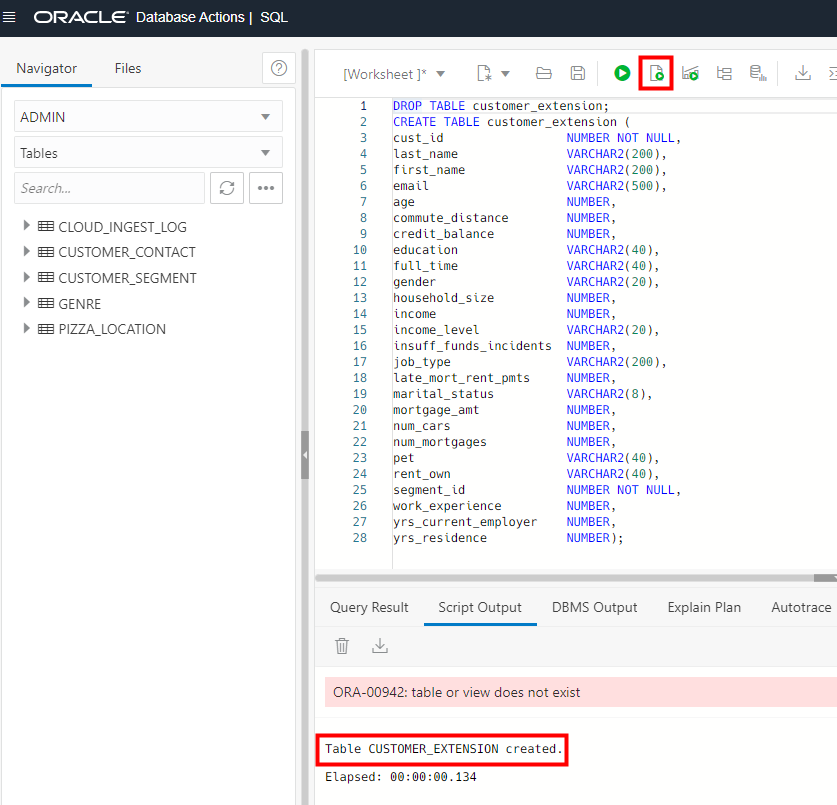 ORACLE® Database Actions | SQL
Navigator Files
ADMIN
Tables
Search...
CLOUD_INGEST_LOG
CUSTOMER_CONTACT
CUSTOMER_SEGMENT
GENRE
PIZZA_LOCATION
[Worksheet ]*
1 DROP TABLE customer_extension;
2 CREATE TABLE customer_extension (
3 cust_id NUMBER NOT NULL,
4 last_name VARCHAR2(200),
5 first_name VARCHAR2(200),
6 email VARCHAR2(500),
7 age NUMBER,
8 commute_distance NUMBER,
9 credit_balance NUMBER,
10 education VARCHAR2(40),
11 full_time VARCHAR2(40),
12 gender VARCHAR2(20),
13 household_size NUMBER,
14 income NUMBER,
15 income_level VARCHAR2(20),
16 insuff_funds_incidents NUMBER,
17 job_type VARCHAR2(200),
18 late_mort_rent_pmts NUMBER,
19 marital_status VARCHAR2(8),
20 mortgage_amt NUMBER,
21 num_cars NUMBER,
22 num_mortgages NUMBER,
23 pet VARCHAR2(40),
24 rent_own VARCHAR2(40),
25 segment_id NUMBER NOT NULL,
26 work_experience NUMBER,
27 yrs_current_employer NUMBER,
28 yrs_residence NUMBER);
Query Result Script Output DBMS Output Explain Plan Autotrace
ORA-00942: table or view does not exist
Table CUSTOMER_EXTENSION created.
Elapsed: 00:00:00.134